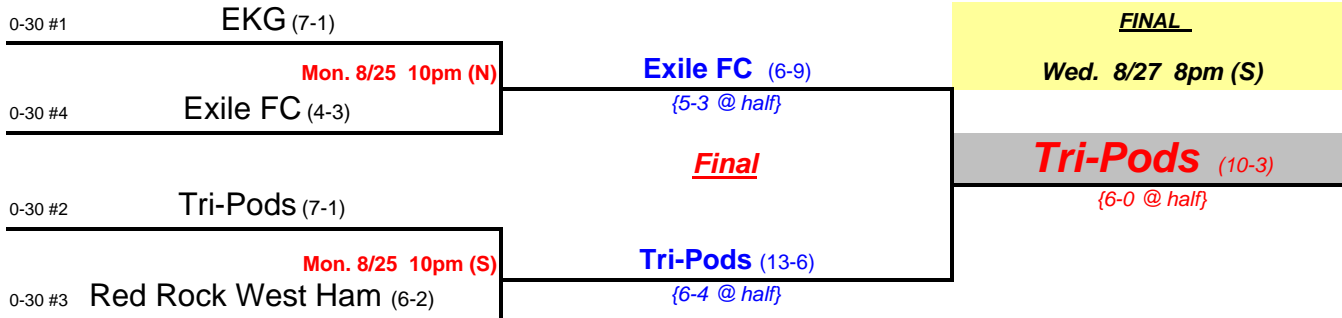 0-30 #1 EKG (7-1)
FINAL
Mon. 8/25 10pm (N)
Exile FC (6-9)
Wed. 8/27 8pm (S)
0-30 #4 Exile FC (4-3)
{5-3 @ half}
Final
Tri-Pods (10-3)
0-30 #2 Tri-Pods (7-1)
{6-0 @ half}
Mon. 8/25 10pm (S)
Tri-Pods (13-6)
0-30 #3 Red Rock West Ham (6-2)
{6-4 @ half}